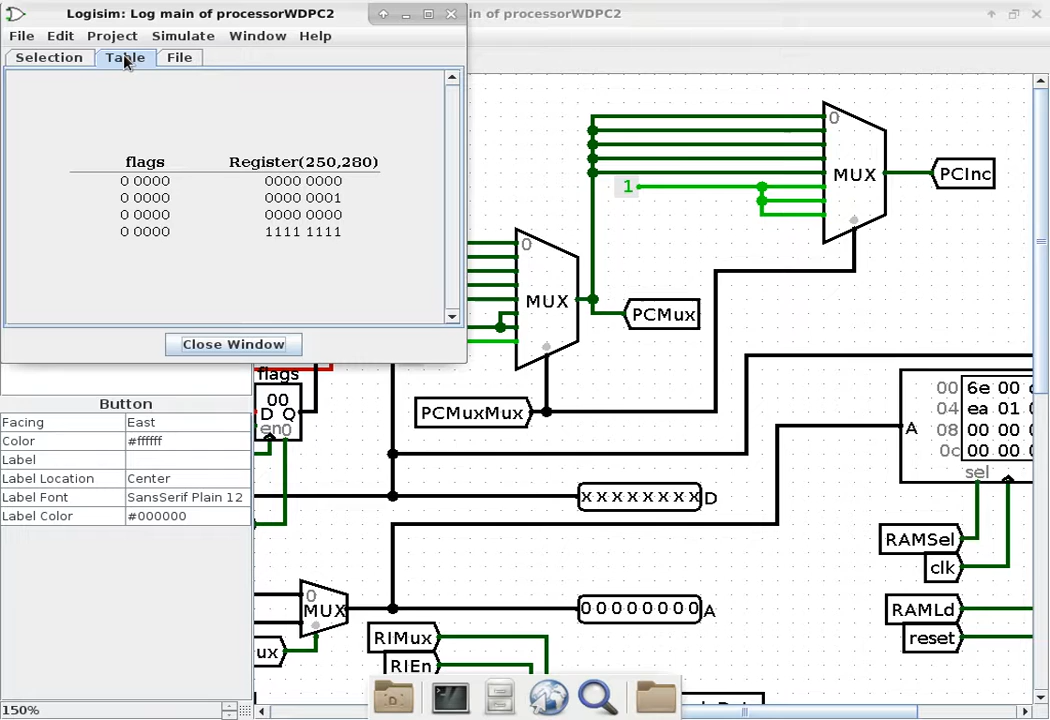 Logisim: Log main of processorWDPC2
in of processorWDPC2
File Edit Project Simulate Window Help
Selection Table File
flags Register(250,280)
0 0000 0000 0000
0 0000 0000 0001
0 0000 0000 0000
0 0000 1111 1111
Close Window
0
MUX
PCInc
1
0
MUX
PCMux
PCMuxMux
flags
00
D Q
en 0
Button
Facing East
Color #ffffff
Label
Label Location Center
Label Font SansSerif Plain 12
Label Color #000000
00 6e 00
04 ea 01
08 00 00
0c 00 00
A
sel
xxxxxxxx D
RAMSel
clk
0
MUX
00000000 A
RAMLd
reset
ux
RIMux
RIEn
D
150%